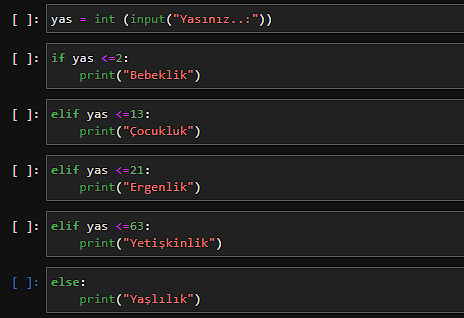 [ ]: yas = int (input("Yasınız..:"))
[ ]: if yas <=2:
print("Bebeklik")
[ ]: elif yas <=13:
print("Çocukluk")
[ ]: elif yas <=21:
print("Ergenlik")
[ ]: elif yas <=63:
print("Yetişkinlik")
[ ]: else:
print("Yaşlılık")